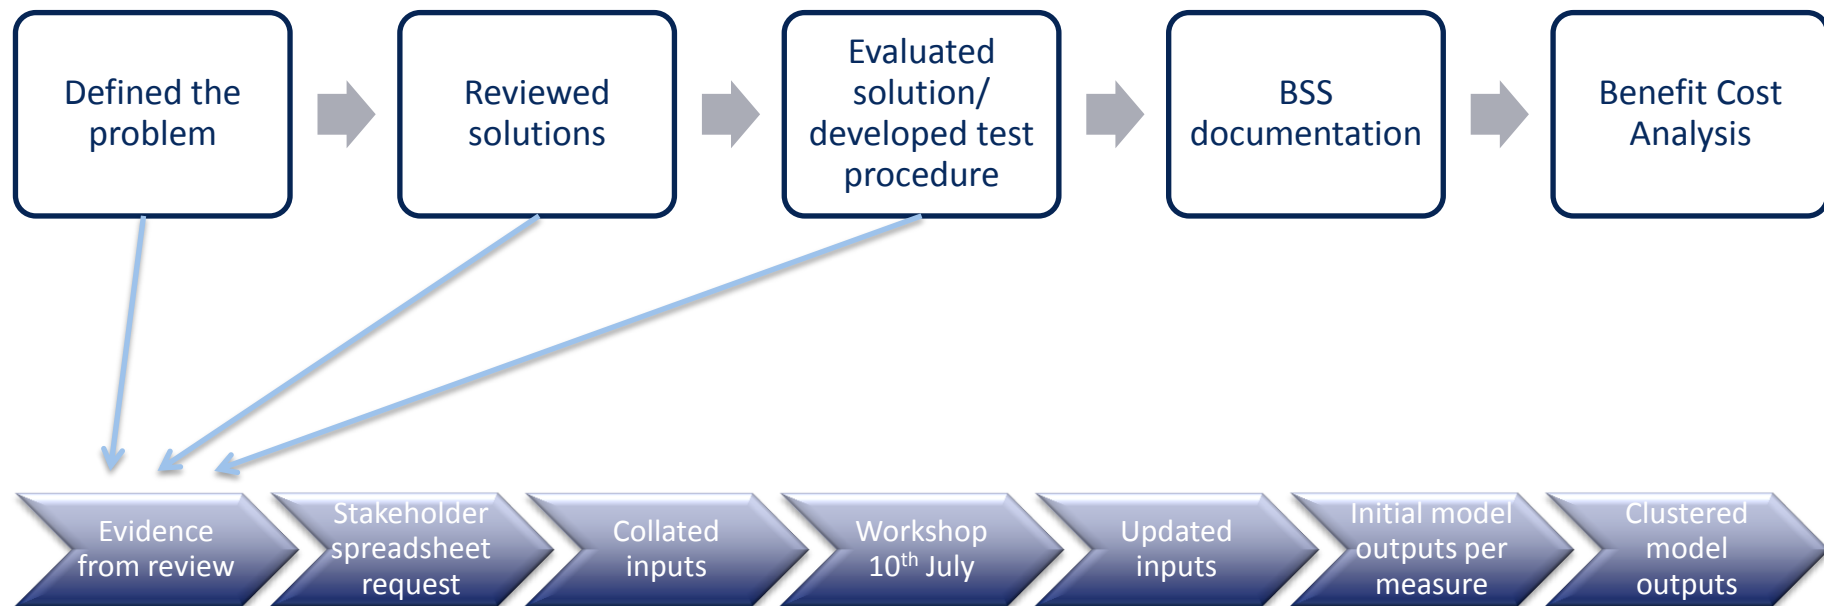 Defined the
problem
Reviewed
solutions
Evaluated
solution/
developed test
procedure
BSS
documentation
Benefit Cost
Analysis
Evidence
from review
Stakeholder
spreadsheet
request
Collated
inputs
Workshop
10th July
Updated
inputs
Initial model
outputs per
measure
Clustered
model
outputs